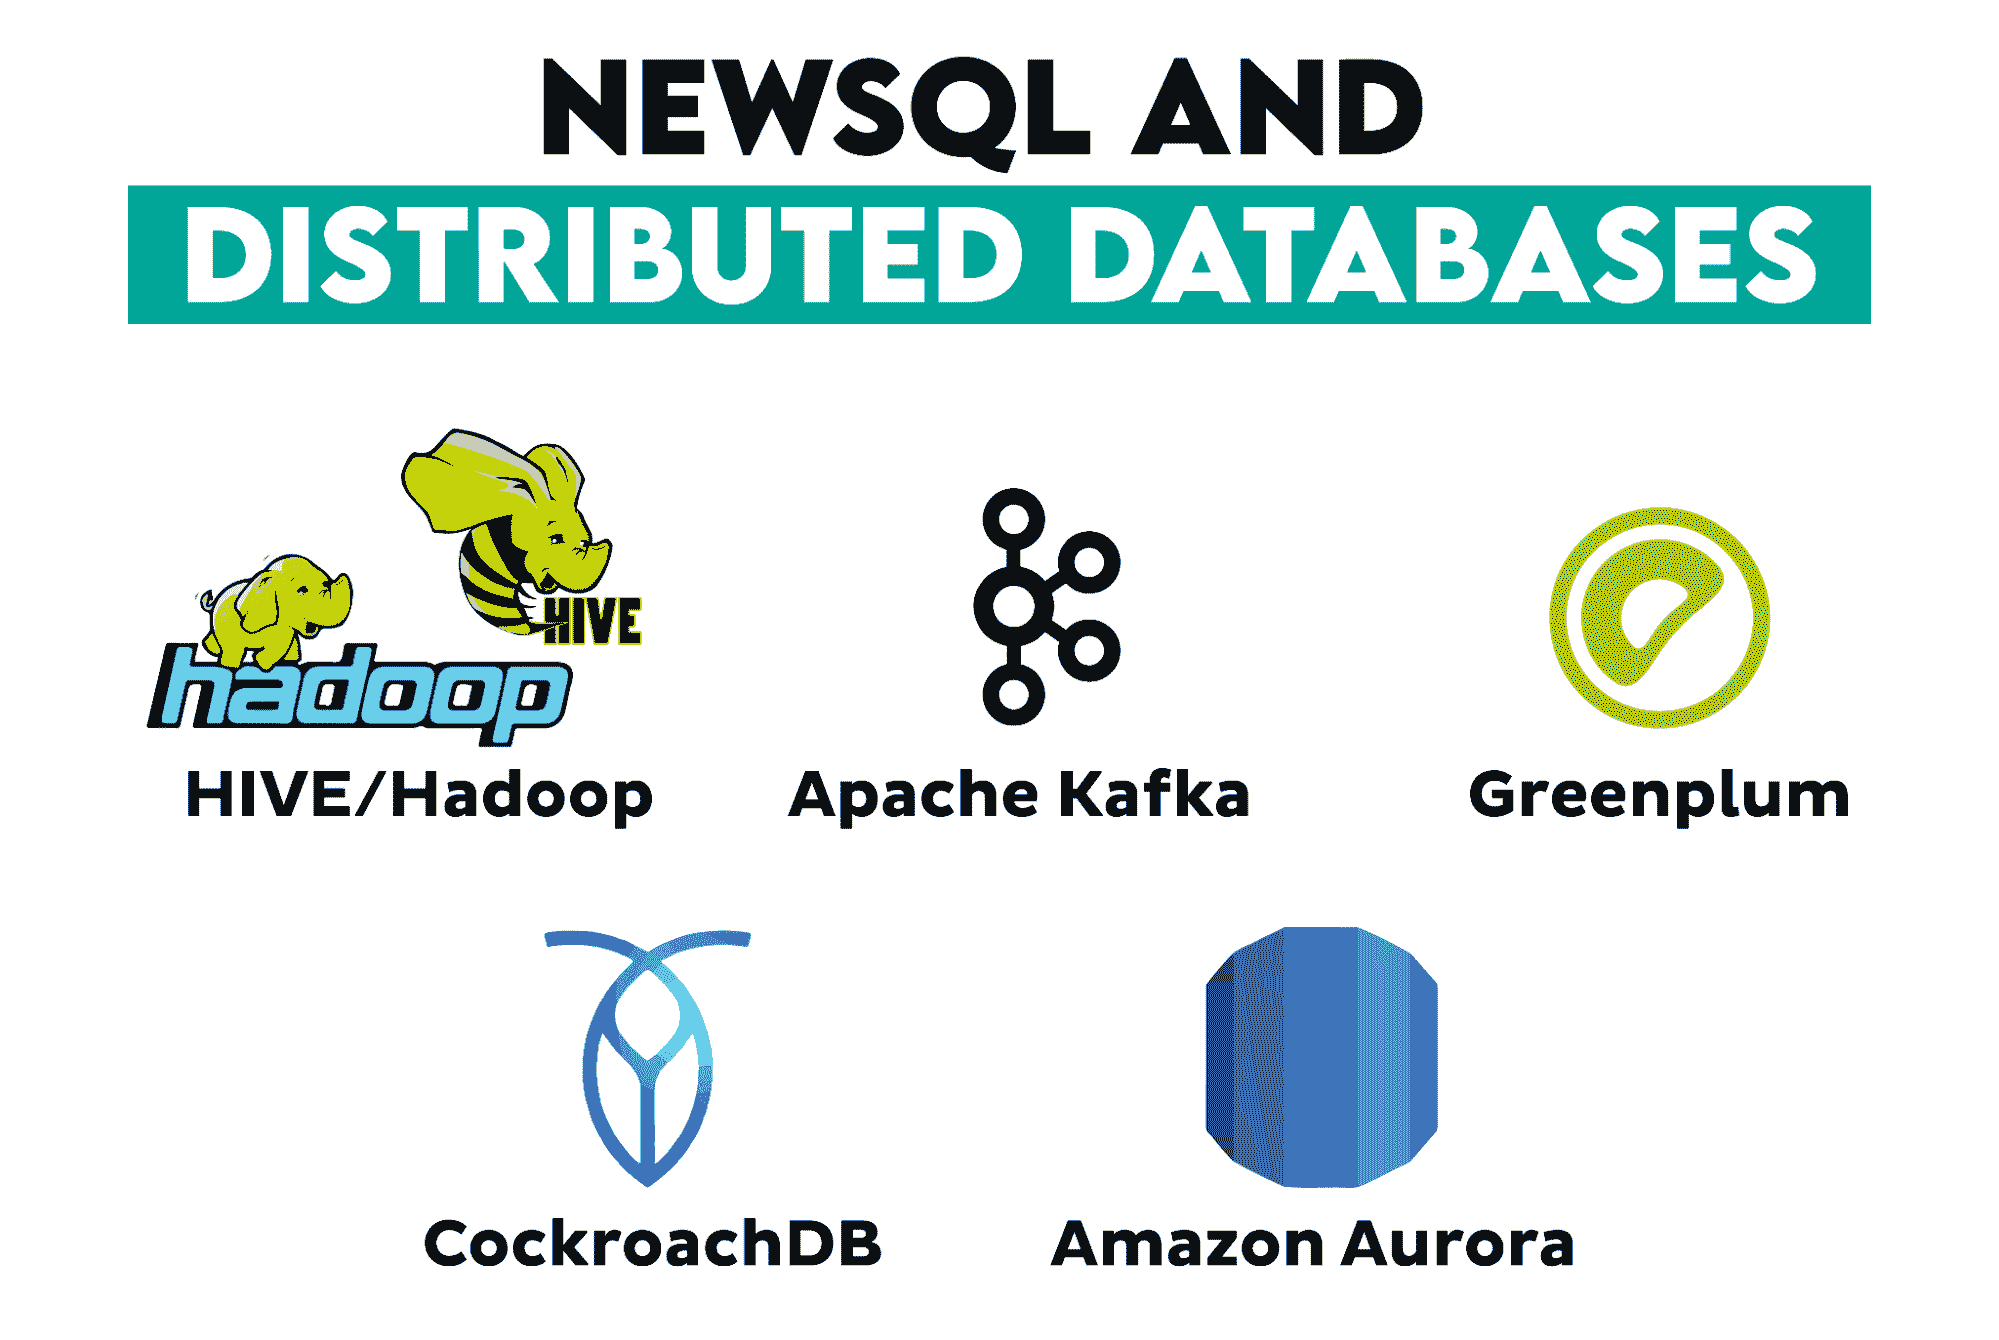 NEWSQL AND
DISTRIBUTED DATABASES
HIVE
hadoop
HIVE/Hadoop
Apache Kafka
Greenplum
CockroachDB
Amazon Aurora